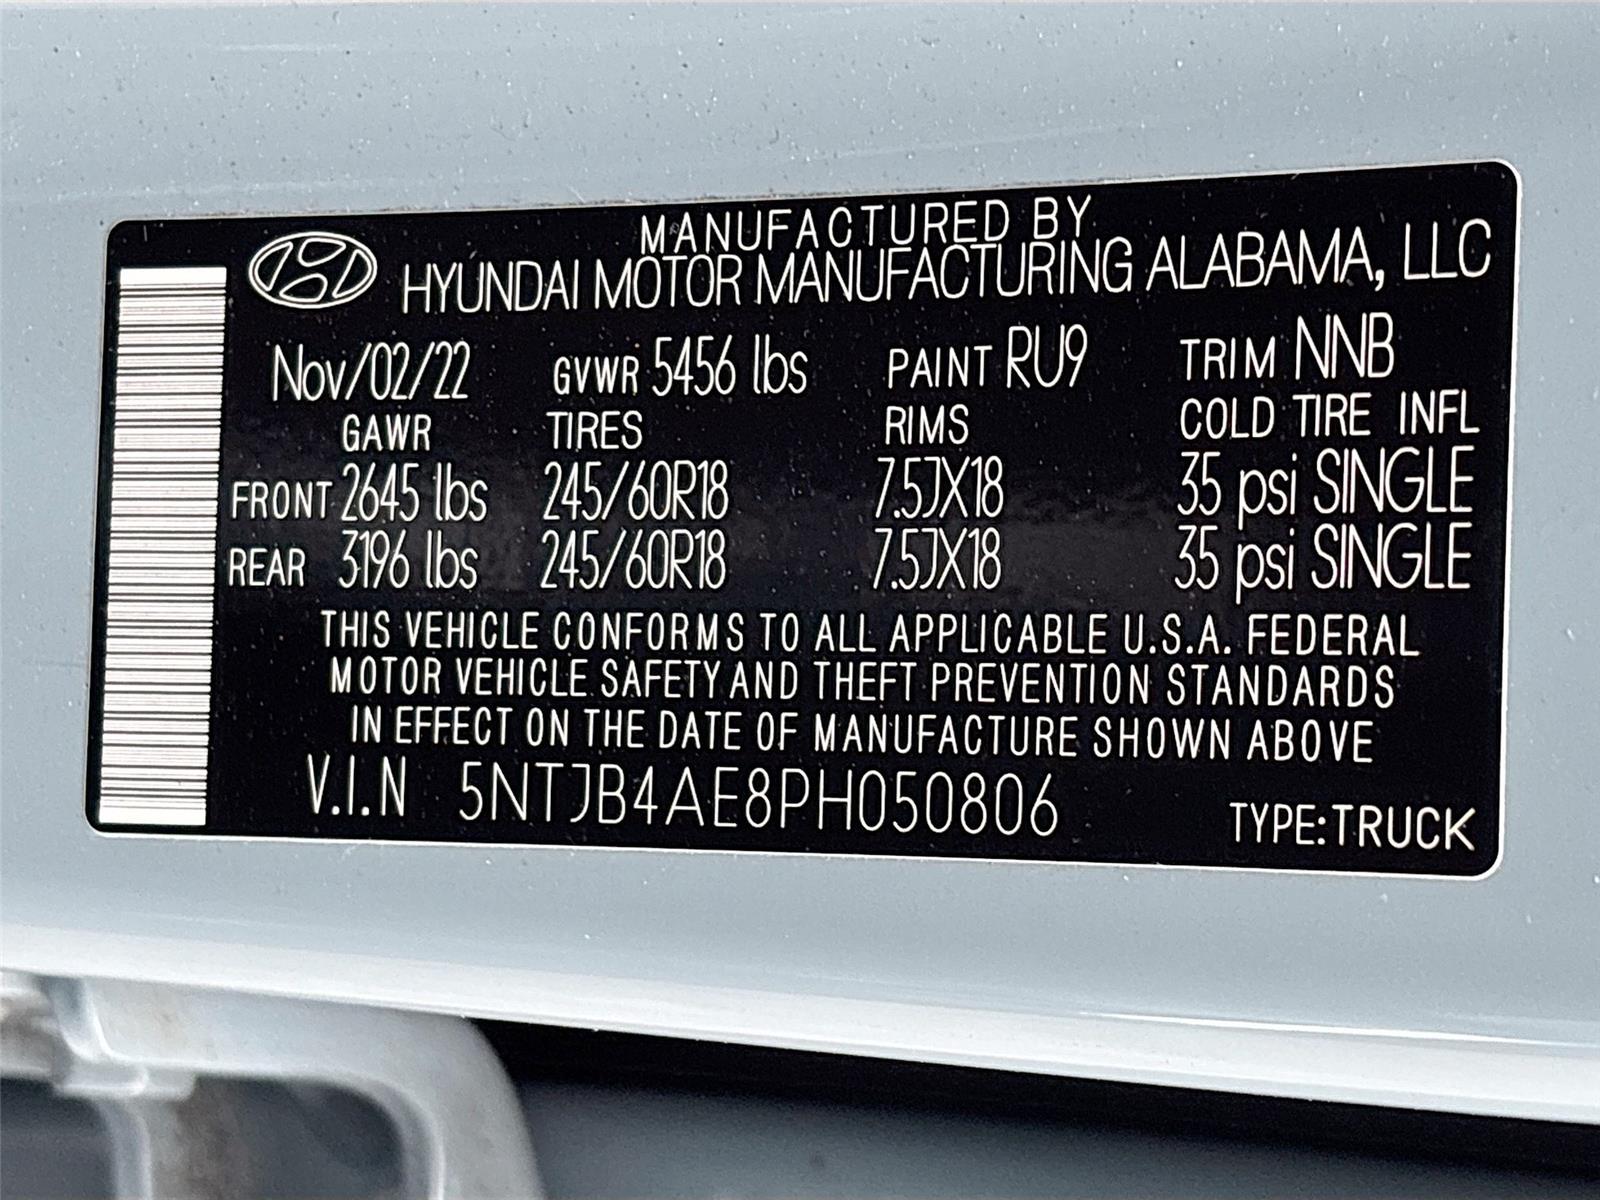 MANUFACTURED BY
HYUNDAI MOTOR MANUFACTURING ALABAMA, LLC
Nov/02/22 GVWR 5456 lbs PAINT RU9 TRIM NNB
GAWR TIRES RIMS COLD TIRE INFL
FRONT 2645 lbs 245/60R18 7.5JX18 35 psi SINGLE
REAR 3196 lbs 245/60R18 7.5JX18 35 psi SINGLE
THIS VEHICLE CONFORMS TO ALL APPLICABLE U.S.A. FEDERAL
MOTOR VEHICLE SAFETY AND THEFT PREVENTION STANDARDS
IN EFFECT ON THE DATE OF MANUFACTURE SHOWN ABOVE
V.I.N 5NTJB4AE8PH050806 TYPE:TRUCK